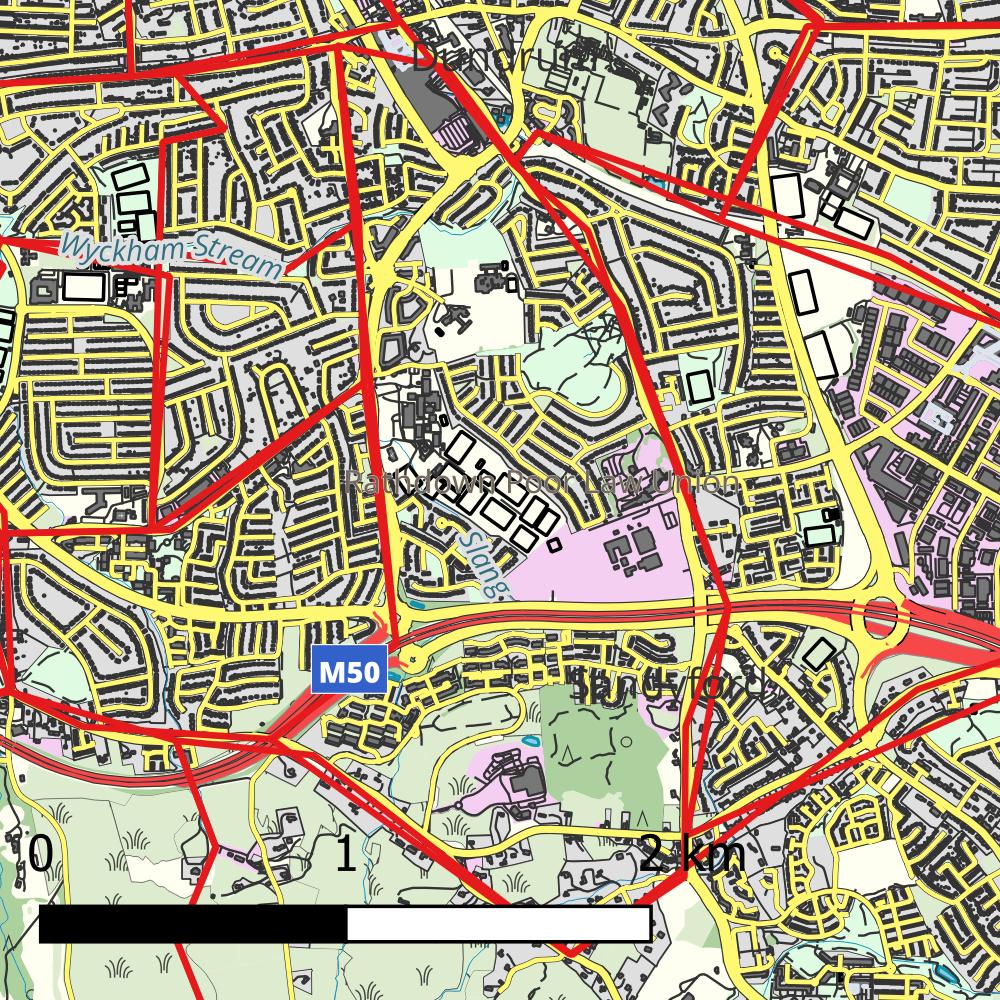 Dundrum
Wyckham Stream
Rathdown Poor Law Union
Slang
M50
Sandyford
0 1 2 km